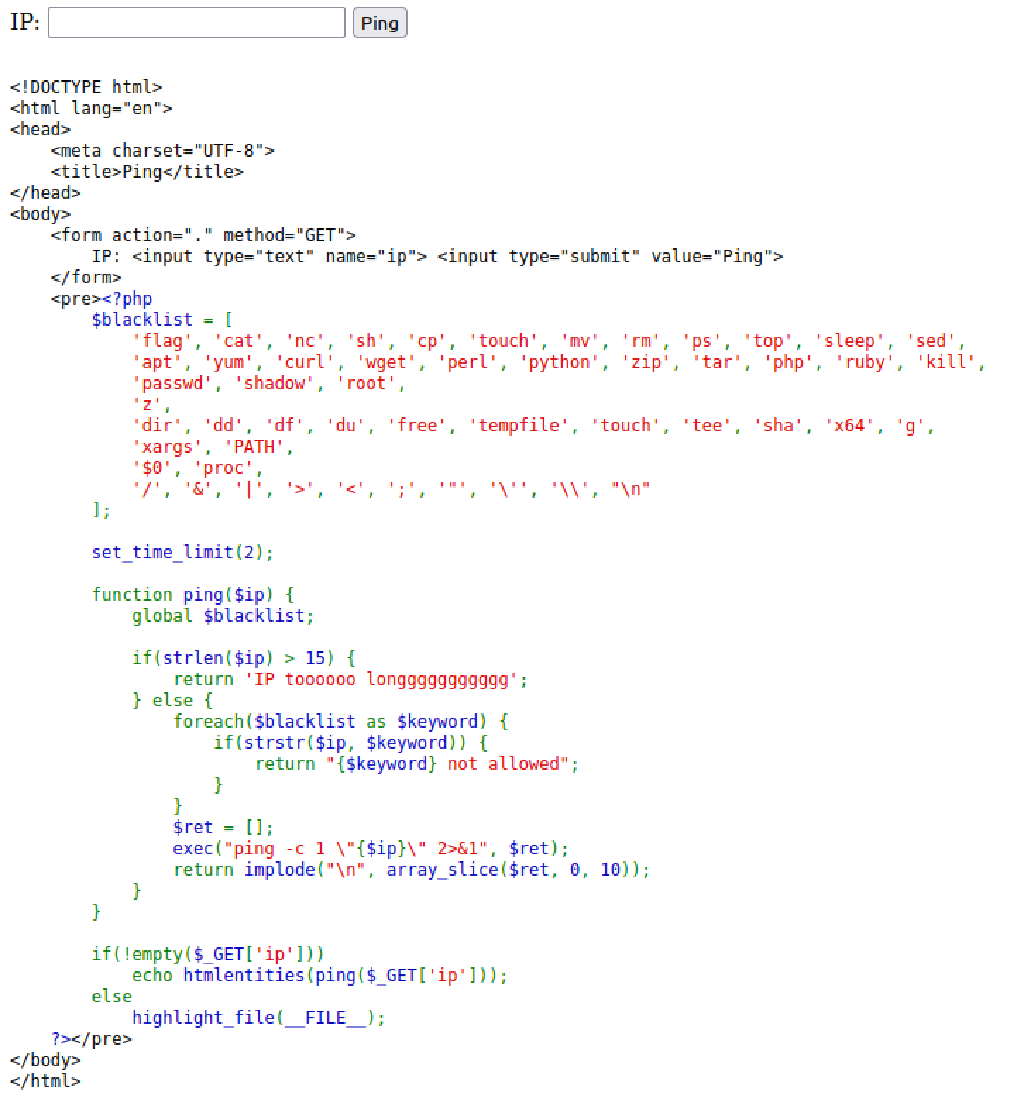 IP: Ping
<!DOCTYPE html>
<html lang="en">
<head>
    <meta charset="UTF-8">
    <title>Ping</title>
</head>
<body>
    <form action="." method="GET">
        IP: <input type="text" name="ip"> <input type="submit" value="Ping">
    </form>
    <pre><?php
        $blacklist = [
            'flag', 'cat', 'nc', 'sh', 'cp', 'touch', 'mv', 'rm', 'ps', 'top', 'sleep', 'sed',
            'apt', 'yum', 'curl', 'wget', 'perl', 'python', 'zip', 'tar', 'php', 'ruby', 'kill',
            'passwd', 'shadow', 'root',
            'z',
            'dir', 'dd', 'df', 'du', 'free', 'tempfile', 'touch', 'tee', 'sha', 'x64', 'g',
            'xargs', 'PATH',
            '$0', 'proc',
            '/', '&', '|', '>', '<', ';', '"', '\'', '\\', "\n"
        ];
        set_time_limit(2);
        function ping($ip) {
            global $blacklist;
            if(strlen($ip) > 15) {
                return 'IP toooooo longgggggggggg';
            } else {
                foreach($blacklist as $keyword) {
                    if(strstr($ip, $keyword)) {
                        return "{$keyword} not allowed";
                    }
                }
                $ret = [];
                exec("ping -c 1 \"{$ip}\" 2>&1", $ret);
                return implode("\n", array_slice($ret, 0, 10));
            }
        }
        if(!empty($_GET['ip']))
            echo htmlentities(ping($_GET['ip']));
        else
            highlight_file(__FILE__);
    ?></pre>
</body>
</html>